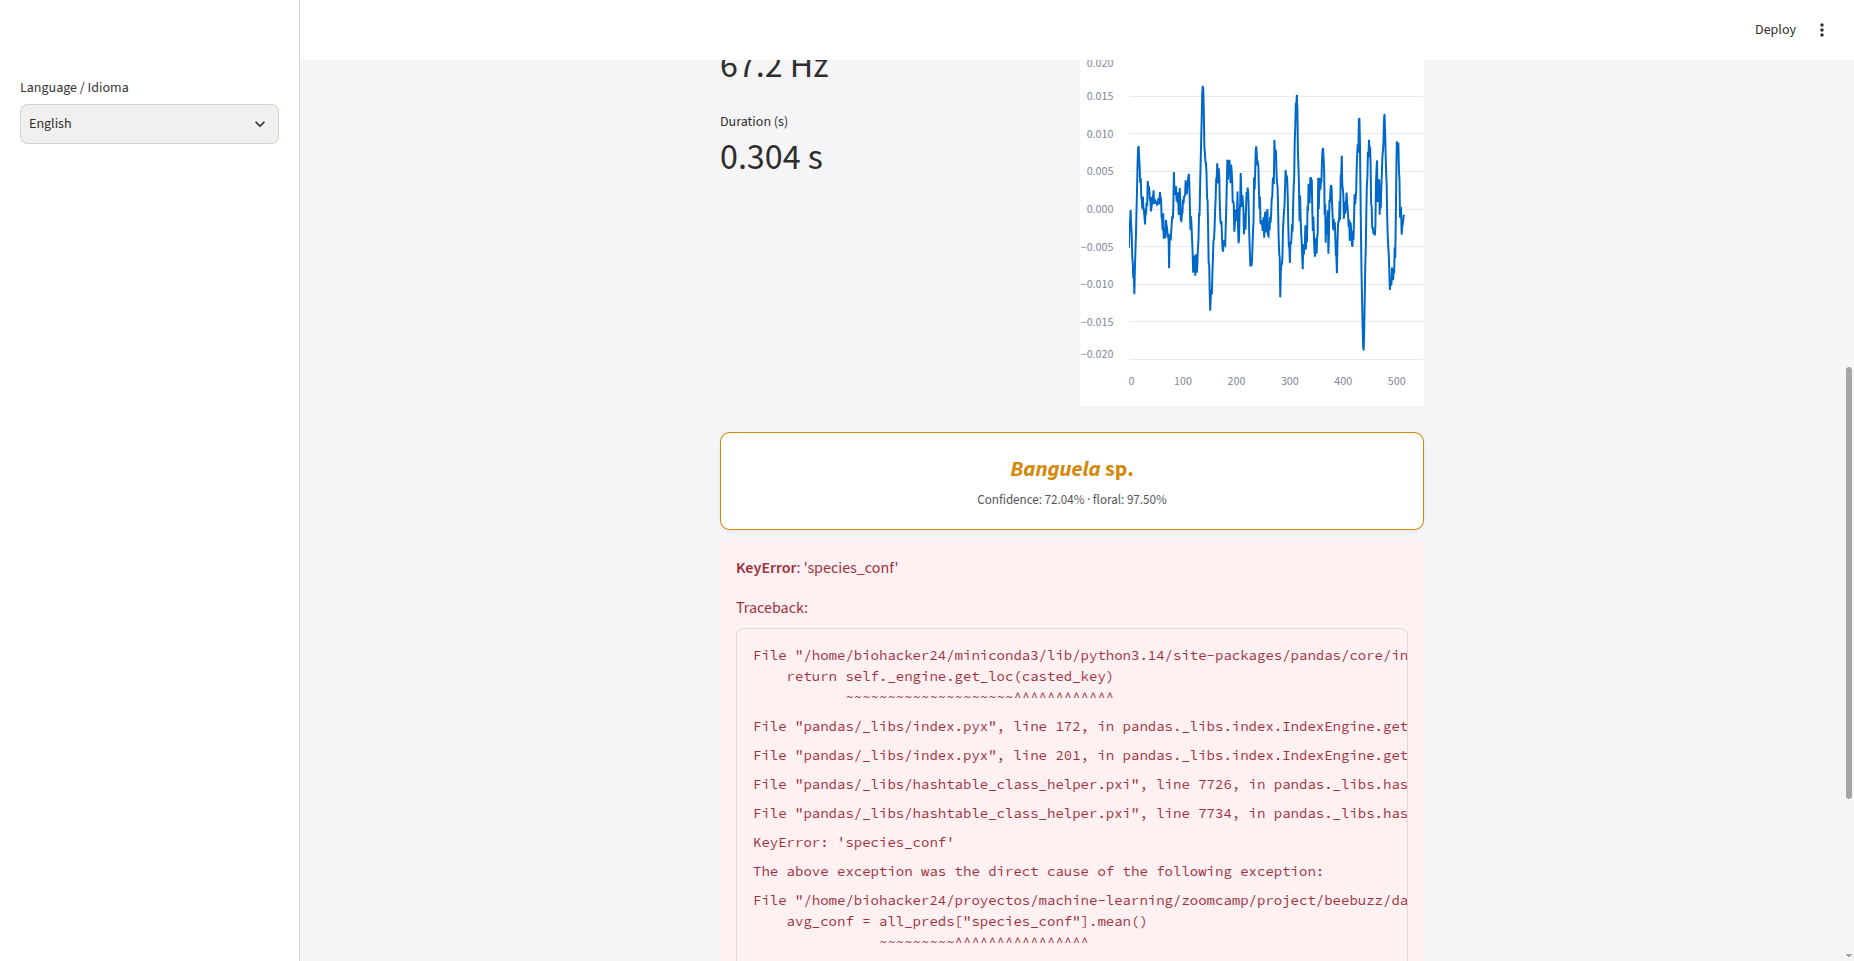 Deploy
Language / Idioma
English
67.2 Hz
Duration (s)
0.304 s
0.020
0.015
0.010
0.005
0.000
−0.005
−0.010
−0.015
−0.020
0 100 200 300 400 500
Banguela sp.
Confidence: 72.04% · floral: 97.50%
KeyError: 'species_conf'
Traceback:
File "/home/biohacker24/miniconda3/lib/python3.14/site-packages/pandas/core/in
return self._engine.get_loc(casted_key)
~~~~~~~~~~~~~~~~~~~~^^^^^^^^^^^^
File "pandas/_libs/index.pyx", line 172, in pandas._libs.index.IndexEngine.get
File "pandas/_libs/index.pyx", line 201, in pandas._libs.index.IndexEngine.get
File "pandas/_libs/hashtable_class_helper.pxi", line 7726, in pandas._libs.has
File "pandas/_libs/hashtable_class_helper.pxi", line 7734, in pandas._libs.has
KeyError: 'species_conf'
The above exception was the direct cause of the following exception:
File "/home/biohacker24/proyectos/machine-learning/zoomcamp/project/beebuzz/da
avg_conf = all_preds["species_conf"].mean()
~~~~~~~~~^^^^^^^^^^^^^^^^